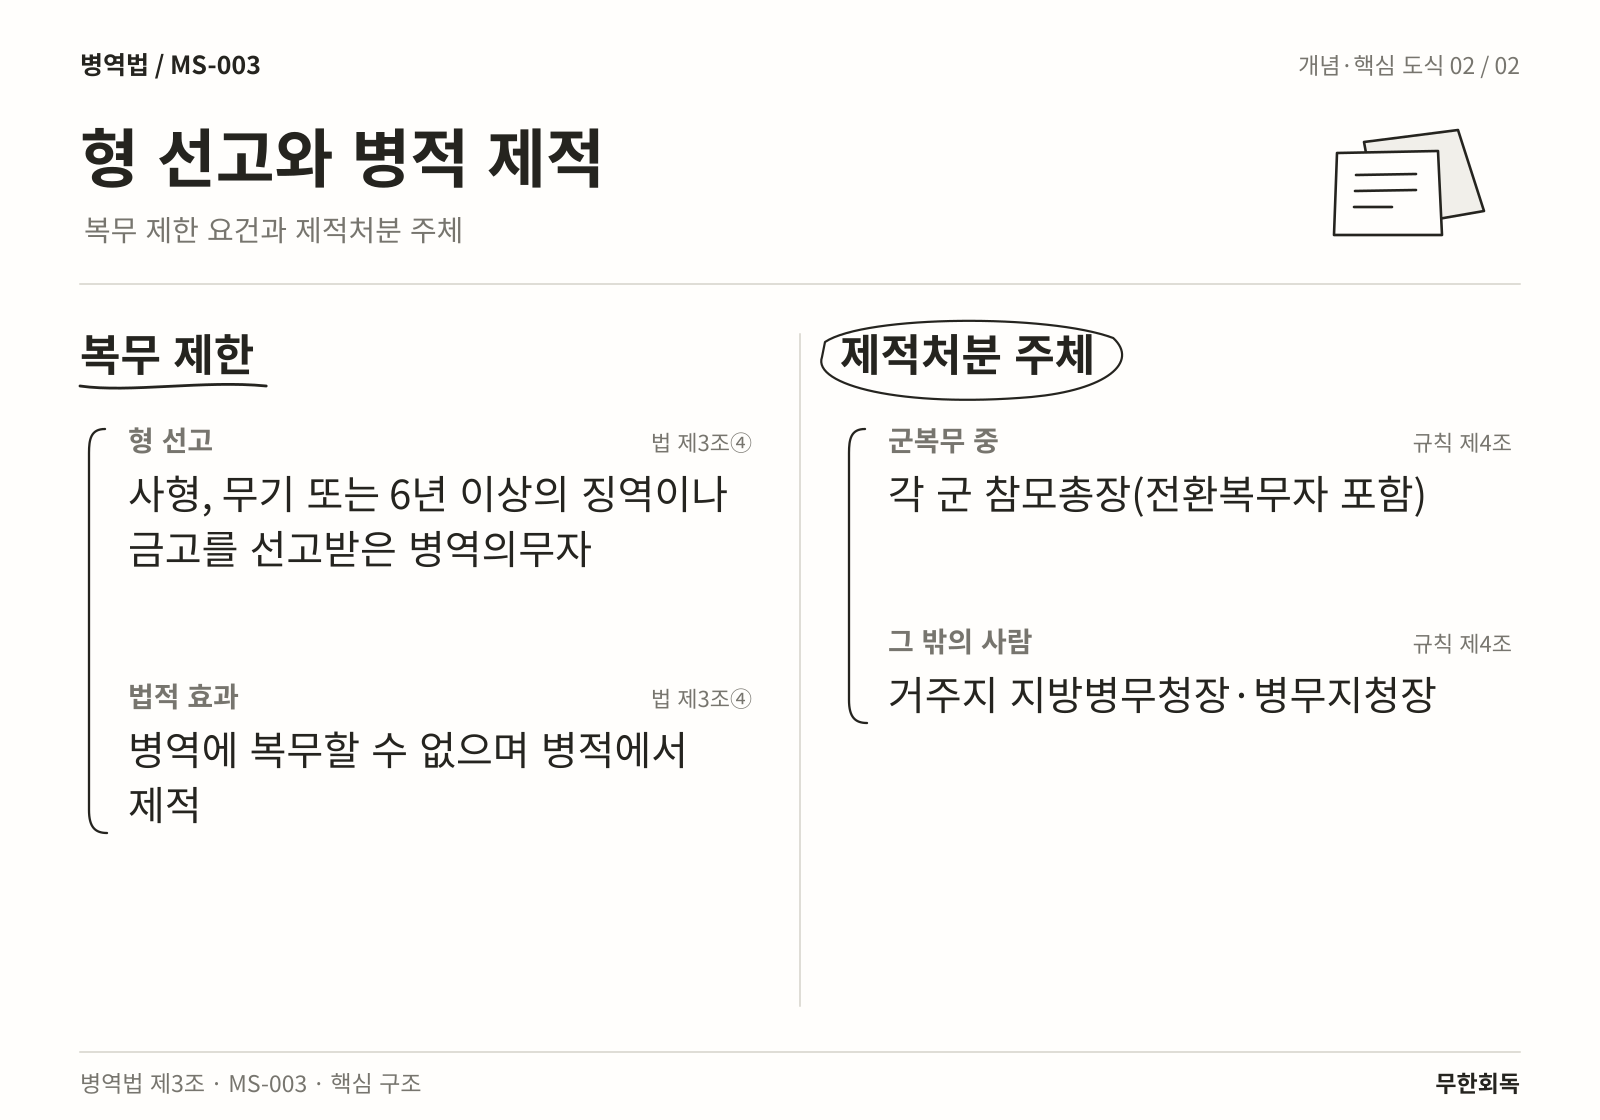 병역법 / MS-003
개념·핵심 도식 02 / 02
형 선고와 병적 제적
복무 제한 요건과 제적처분 주체
복무 제한
형 선고
법 제3조④
사형, 무기 또는 6년 이상의 징역이나
금고를 선고받은 병역의무자
법적 효과
법 제3조④
병역에 복무할 수 없으며 병적에서
제적
제적처분 주체
군복무 중
규칙 제4조
각 군 참모총장(전환복무자 포함)
그 밖의 사람
규칙 제4조
거주지 지방병무청장·병무지청장
병역법 제3조 · MS-003 · 핵심 구조
무한회독